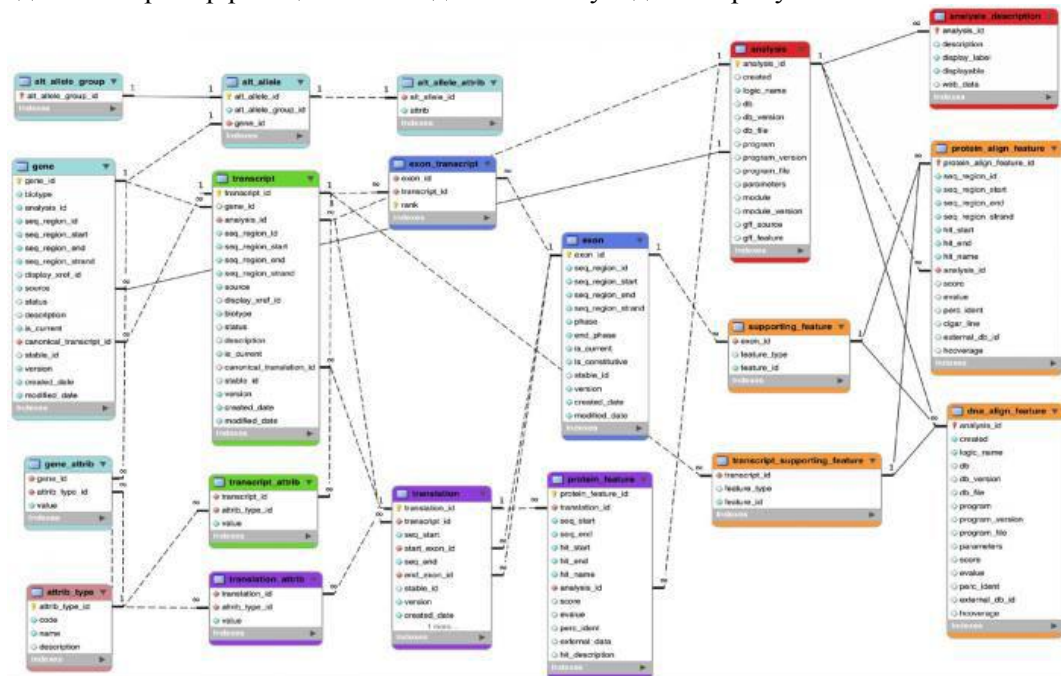 alt_allele_group
alt_allele_group_id
Indexes
alt_allele
alt_allele_id
alt_allele_group_id
gene_id
Indexes
alt_allele_attrib
alt_allele_id
attrib
Indexes
gene
gene_id
biotype
analysis_id
seq_region_id
seq_region_start
seq_region_end
seq_region_strand
display_xref_id
source
status
description
is_current
canonical_transcript_id
stable_id
version
created_date
modified_date
Indexes
transcript
transcript_id
gene_id
analysis_id
seq_region_id
seq_region_start
seq_region_end
seq_region_strand
source
display_xref_id
biotype
status
description
is_current
canonical_translation_id
stable_id
version
created_date
modified_date
Indexes
exon_transcript
exon_id
transcript_id
rank
Indexes
exon
exon_id
seq_region_id
seq_region_start
seq_region_end
seq_region_strand
phase
end_phase
is_current
is_constitutive
stable_id
version
created_date
modified_date
Indexes
analysis
analysis_id
created
logic_name
db
db_version
db_file
program
program_version
program_file
parameters
module
module_version
gff_source
gff_feature
Indexes
analysis_description
analysis_id
description
display_label
displayable
web_data
Indexes
protein_align_feature
protein_align_feature_id
seq_region_id
seq_region_start
seq_region_end
seq_region_strand
hit_start
hit_end
hit_name
analysis_id
score
evalue
perc_ident
cigar_line
external_db_id
hcoverage
Indexes
supporting_feature
exon_id
feature_type
feature_id
Indexes
dna_align_feature
analysis_id
created
logic_name
db
db_version
db_file
program
program_version
program_file
parameters
score
evalue
perc_ident
external_db_id
hcoverage
Indexes
transcript_supporting_feature
transcript_id
feature_type
feature_id
Indexes
gene_attrib
gene_id
attrib_type_id
value
Indexes
transcript_attrib
transcript_id
attrib_type_id
value
Indexes
translation
translation_id
transcript_id
seq_start
start_exon_id
seq_end
end_exon_id
stable_id
version
created_date
1 more...
Indexes
protein_feature
protein_feature_id
translation_id
seq_start
seq_end
hit_start
hit_end
hit_name
analysis_id
score
evalue
perc_ident
external_data
hit_description
Indexes
attrib_type
attrib_type_id
code
name
description
Indexes
translation_attrib
translation_id
attrib_type_id
value
Indexes